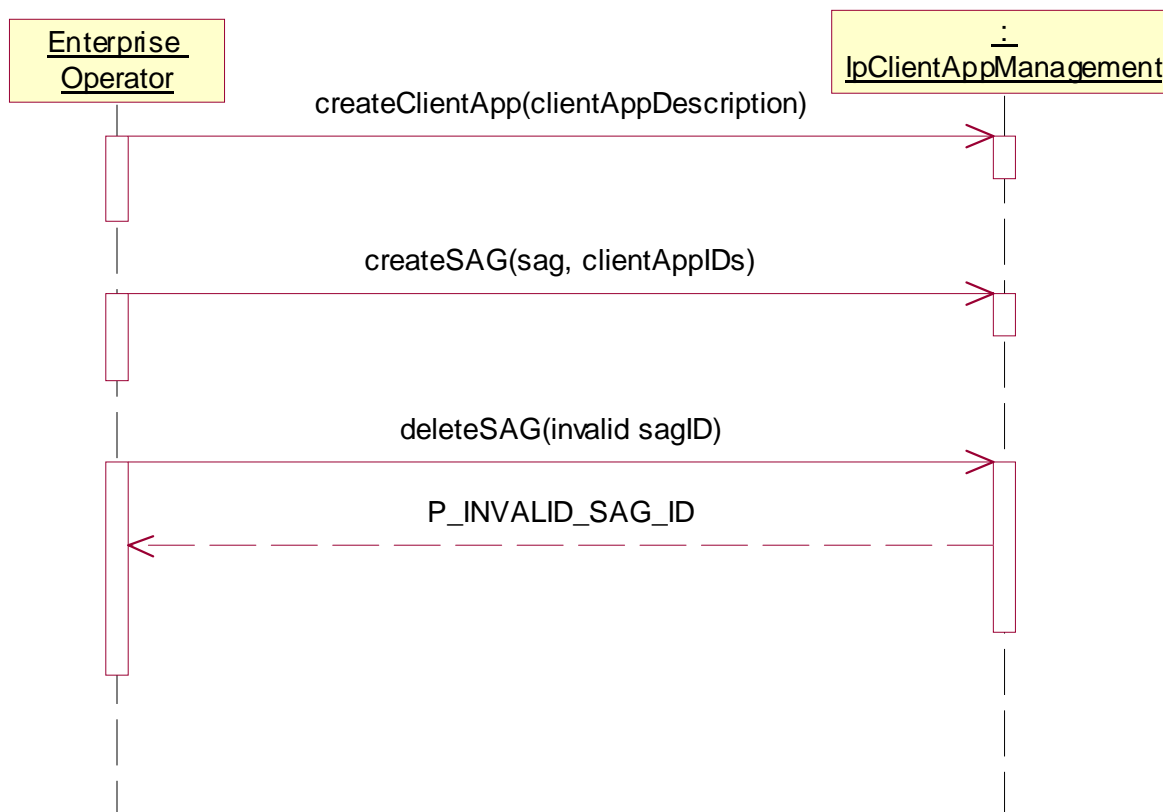 Enterprise
Operator
:
IpClientAppManagement
createClientApp(clientAppDescription)
createSAG(sag, clientAppIDs)
deleteSAG(invalid sagID)
P_INVALID_SAG_ID